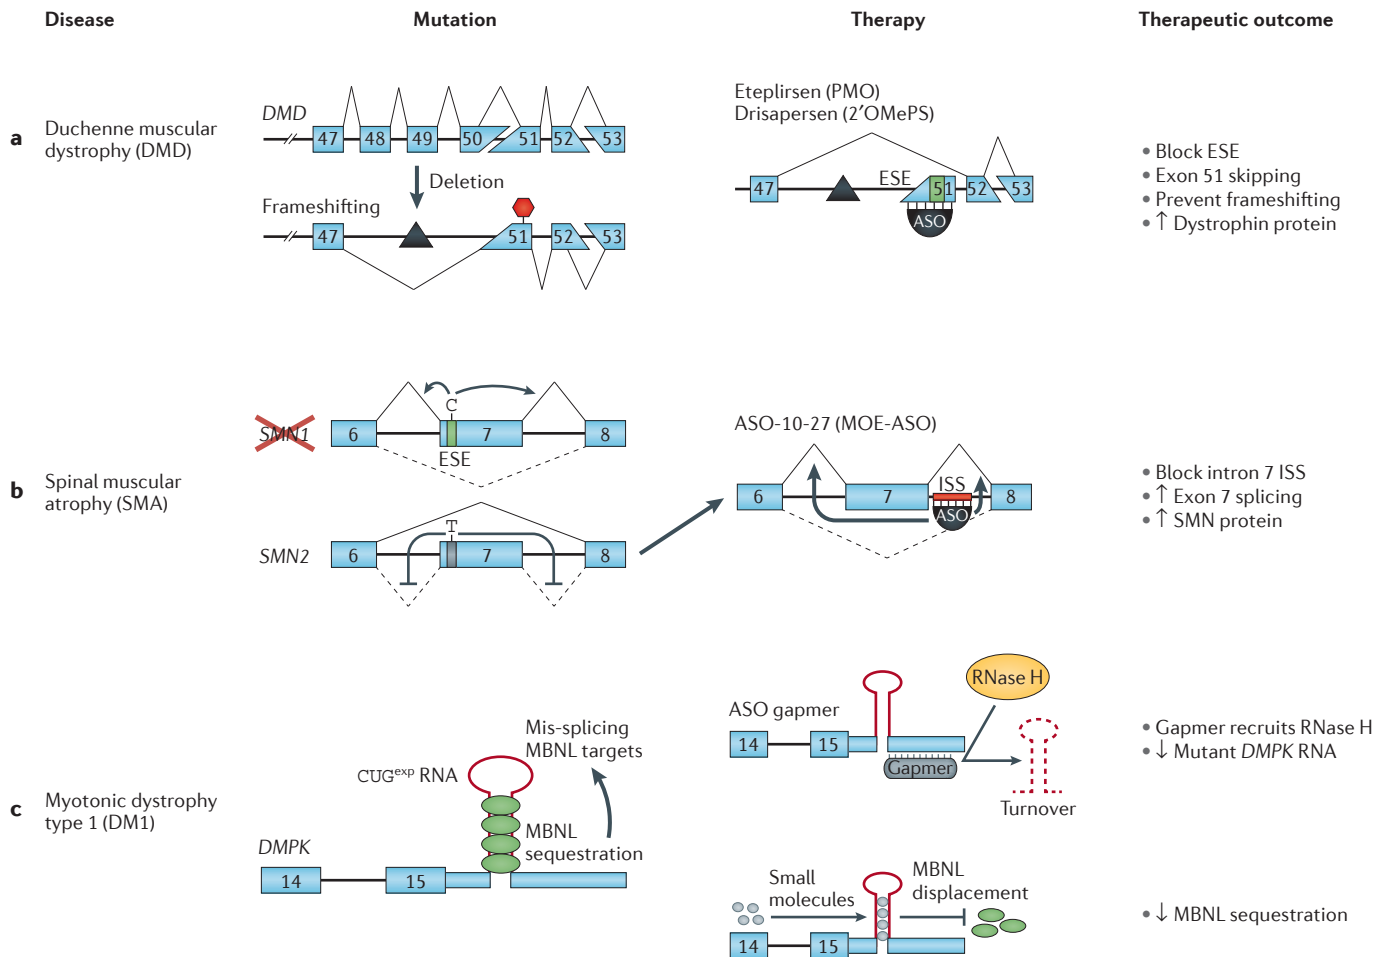 Disease
Mutation
Therapy
Therapeutic outcome
a
Duchenne muscular
dystrophy (DMD)
DMD
47
48
49
50
51
52
53
Deletion
Frameshifting
47
51
52
53
Eteplirsen (PMO)
Drisapersen (2′OMePS)
ESE
47
51
52
53
ASO
• Block ESE
• Exon 51 skipping
• Prevent frameshifting
• ↑ Dystrophin protein
b
Spinal muscular
atrophy (SMA)
SMN1
C
6
7
8
ESE
SMN2
T
6
7
8
ASO-10-27 (MOE-ASO)
ISS
6
7
8
ASO
• Block intron 7 ISS
• ↑ Exon 7 splicing
• ↑ SMN protein
c
Myotonic dystrophy
type 1 (DM1)
Mis-splicing
MBNL targets
CUGexp RNA
MBNL
sequestration
DMPK
14
15
RNase H
ASO gapmer
14
15
Gapmer
Turnover
• Gapmer recruits RNase H
• ↓ Mutant DMPK RNA
Small
molecules
MBNL
displacement
14
15
• ↓ MBNL sequestration